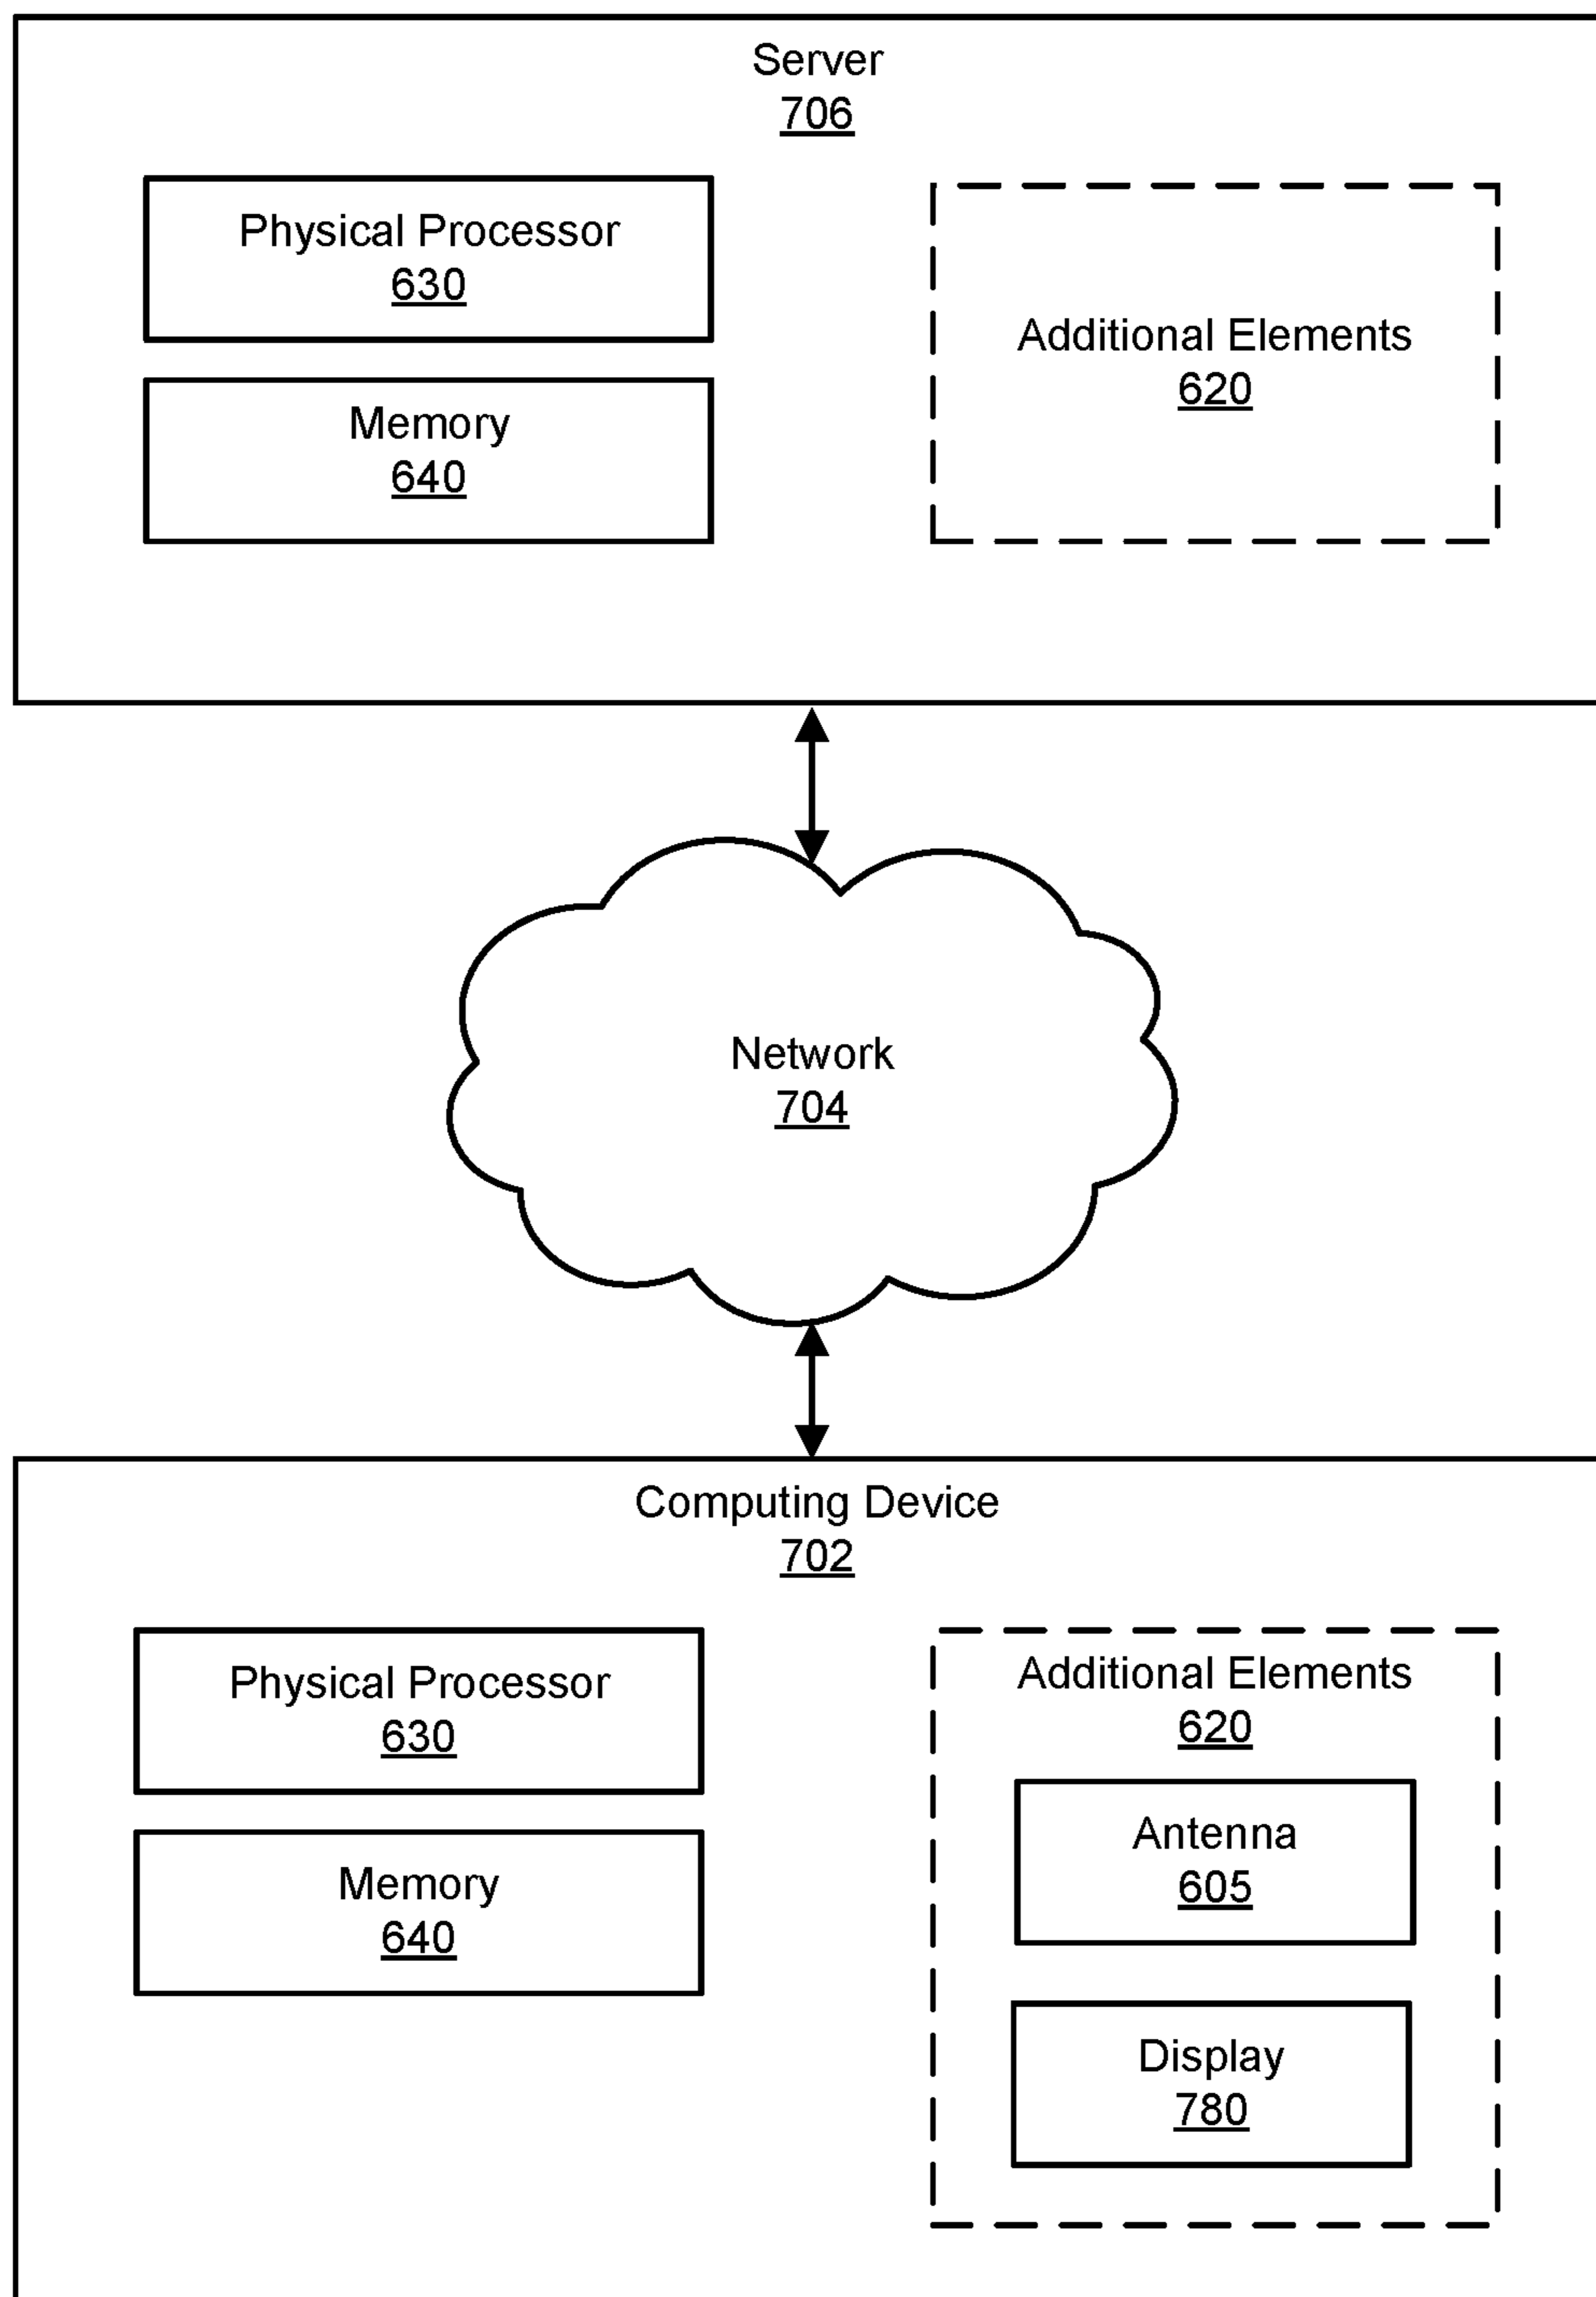 Server
706
Physical Processor
630
Memory
640
Additional Elements
620
Network
704
Computing Device
702
Physical Processor
630
Memory
640
Additional Elements
620
Antenna
605
Display
780